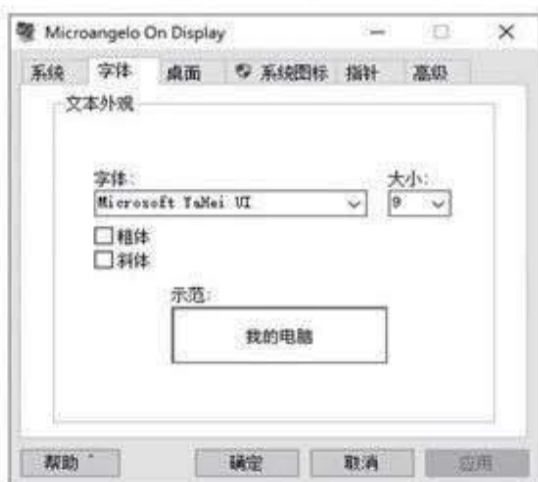 Microangelo On Display
系统 字体 桌面 系统图标 指针 高级
文本外观
字体: 大小:
Microsoft YaHei UI 9
粗体
斜体
示范:
我的电脑
帮助 确定 取消 应用